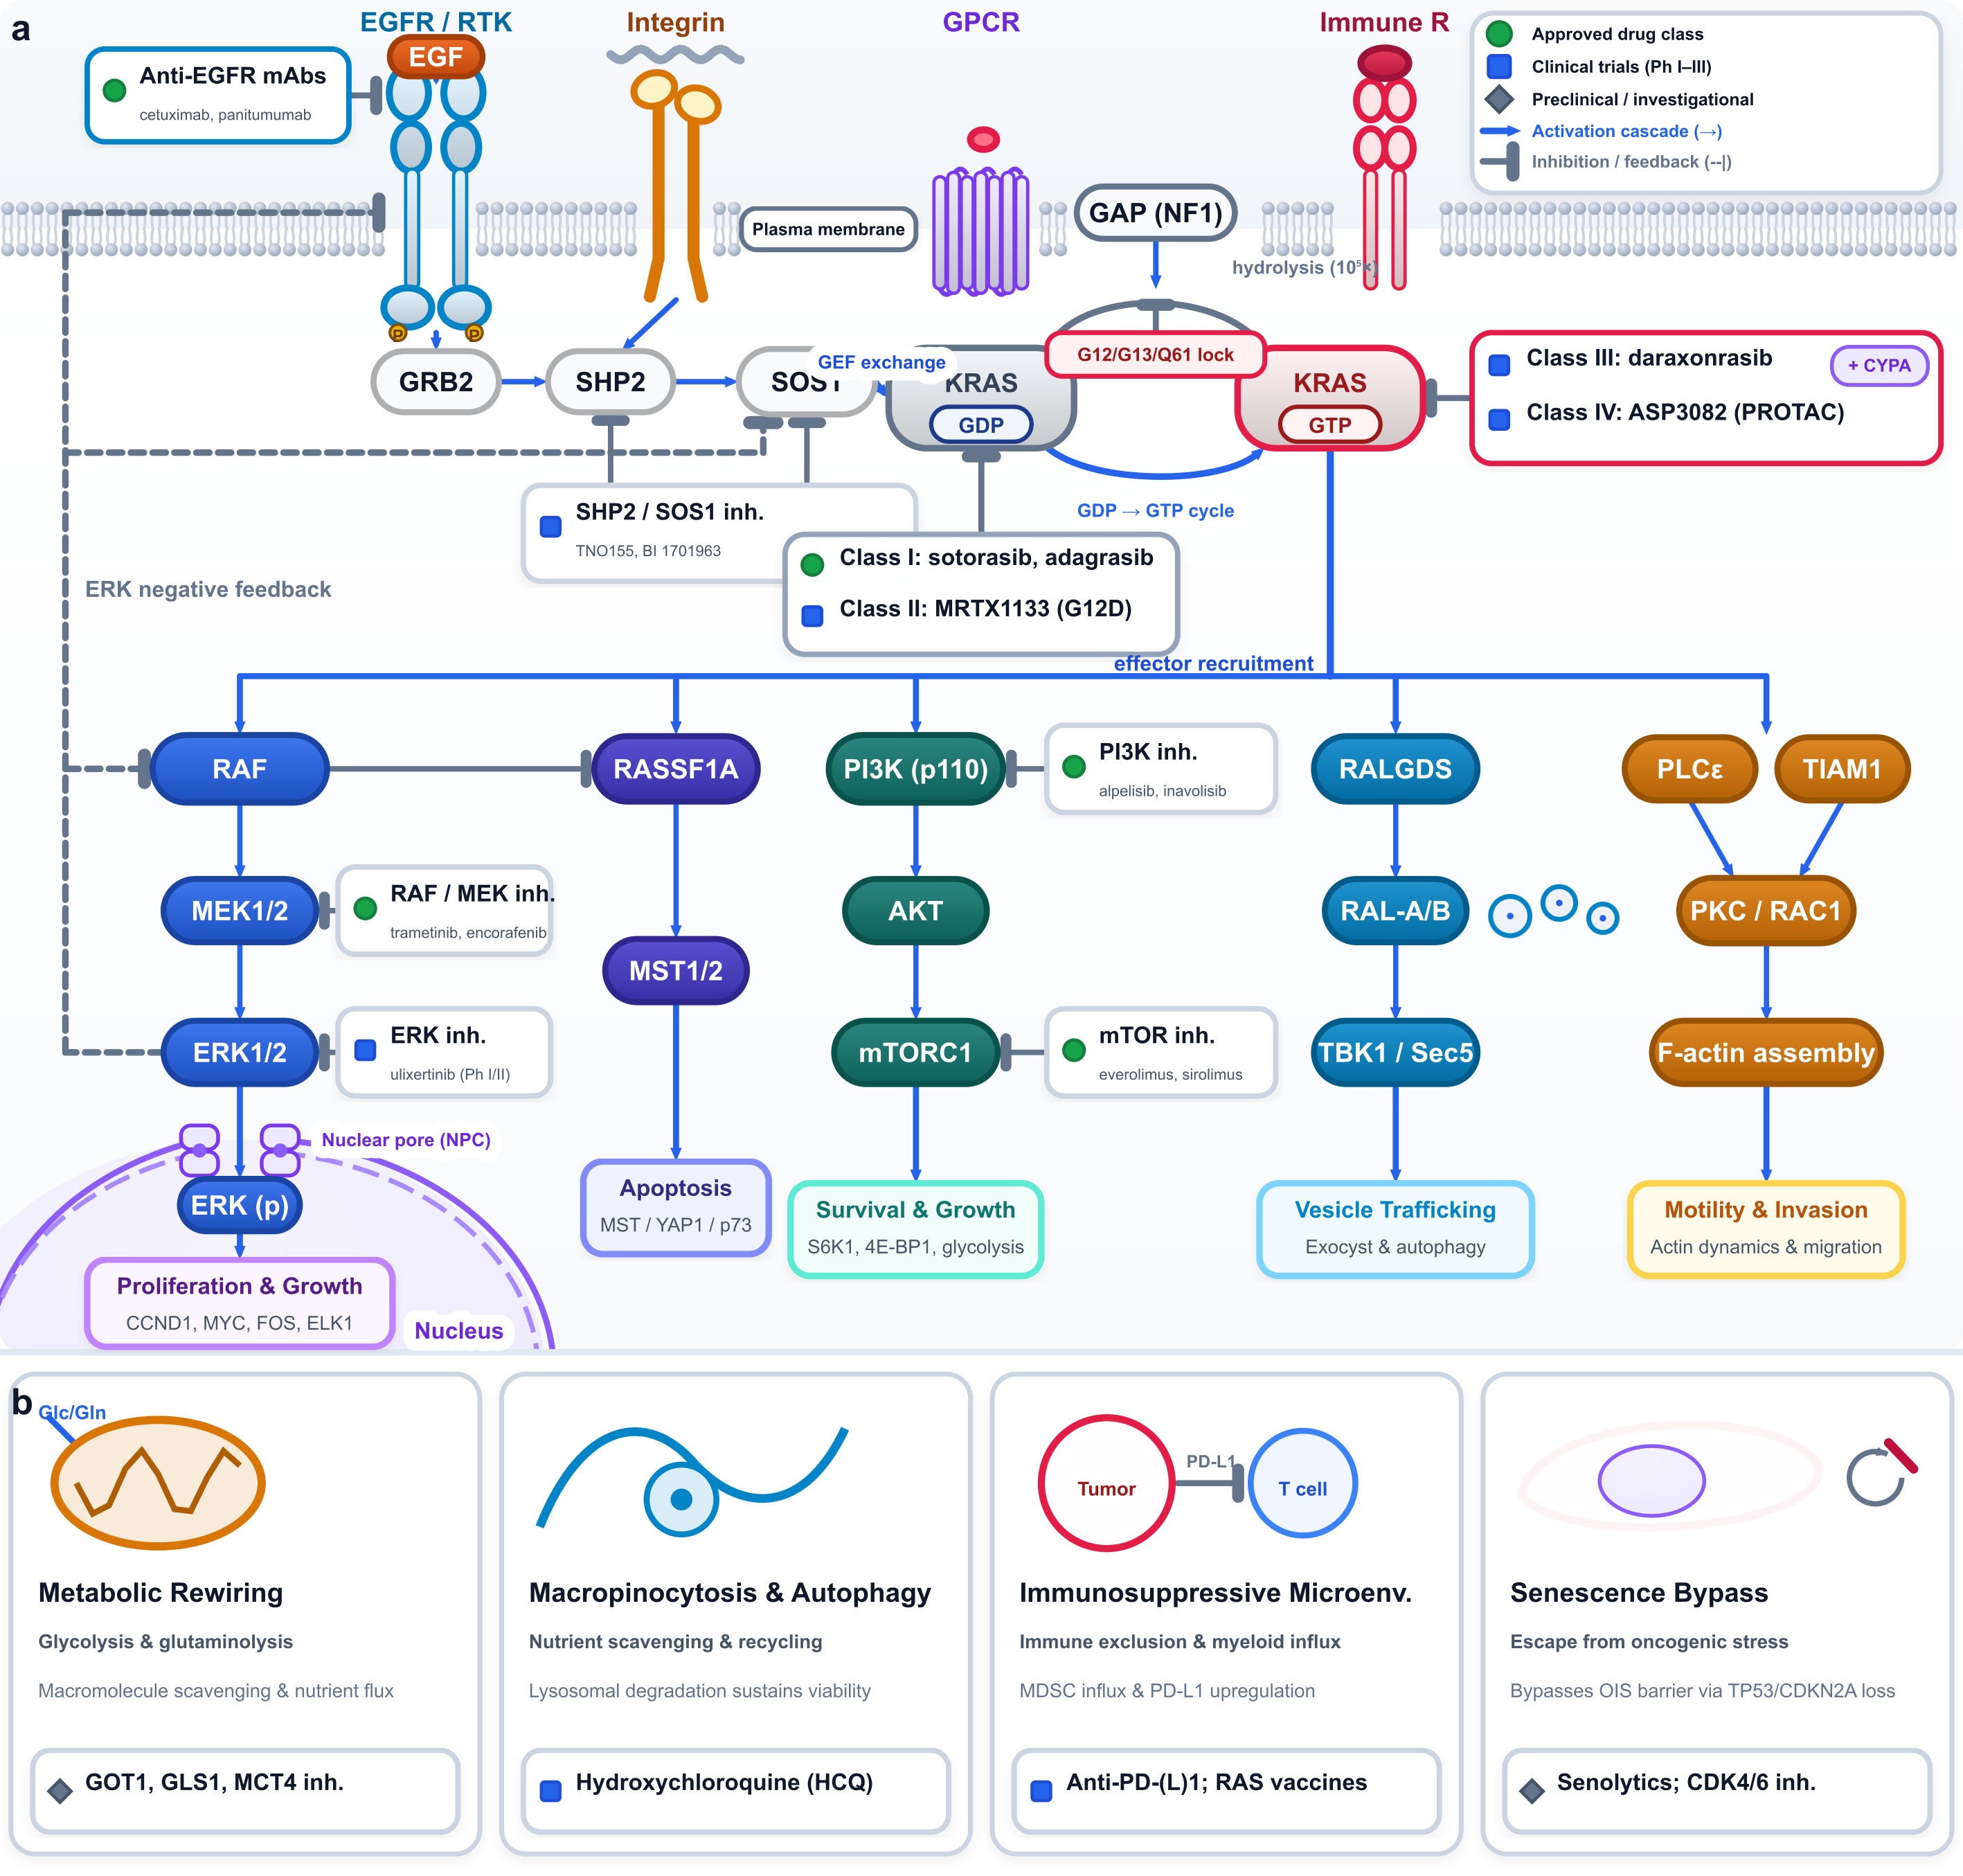 a
EGFR / RTK
Integrin
GPCR
Immune R
EGF
Anti-EGFR mAbs
cetuximab, panitumumab
Approved drug class
Clinical trials (Ph I–III)
Preclinical / investigational
Activation cascade (→)
Inhibition / feedback (--|)
Plasma membrane
GAP (NF1)
hydrolysis (10⁵×)
P
P
GRB2
SHP2
SOS1
GEF exchange
KRAS
GDP
G12/G13/Q61 lock
KRAS
GTP
Class III: daraxonrasib
+ CYPA
Class IV: ASP3082 (PROTAC)
GDP → GTP cycle
SHP2 / SOS1 inh.
TNO155, BI 1701963
Class I: sotorasib, adagrasib
Class II: MRTX1133 (G12D)
ERK negative feedback
effector recruitment
RAF
RASSF1A
PI3K (p110)
PI3K inh.
alpelisib, inavolisib
RALGDS
PLCε
TIAM1
MEK1/2
RAF / MEK inh.
trametinib, encorafenib
AKT
RAL-A/B
PKC / RAC1
MST1/2
ERK1/2
ERK inh.
ulixertinib (Ph I/II)
mTORC1
mTOR inh.
everolimus, sirolimus
TBK1 / Sec5
F-actin assembly
Nuclear pore (NPC)
ERK (p)
Apoptosis
MST / YAP1 / p73
Survival & Growth
S6K1, 4E-BP1, glycolysis
Vesicle Trafficking
Exocyst & autophagy
Motility & Invasion
Actin dynamics & migration
Proliferation & Growth
CCND1, MYC, FOS, ELK1
Nucleus
b
Glc/Gln
Metabolic Rewiring
Glycolysis & glutaminolysis
Macromolecule scavenging & nutrient flux
GOT1, GLS1, MCT4 inh.
Macropinocytosis & Autophagy
Nutrient scavenging & recycling
Lysosomal degradation sustains viability
Hydroxychloroquine (HCQ)
Tumor
PD-L1
T cell
Immunosuppressive Microenv.
Immune exclusion & myeloid influx
MDSC influx & PD-L1 upregulation
Anti-PD-(L)1; RAS vaccines
Senescence Bypass
Escape from oncogenic stress
Bypasses OIS barrier via TP53/CDKN2A loss
Senolytics; CDK4/6 inh.